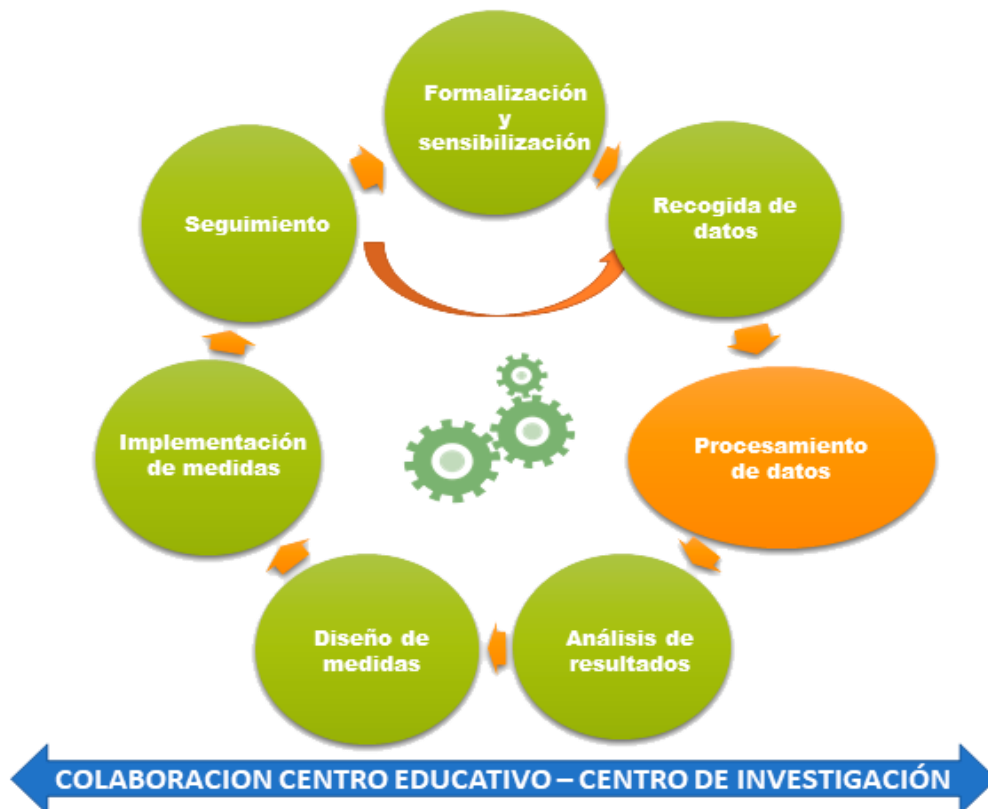 Formalización
y
sensibilización
Recogida de
datos
Procesamiento
de datos
Análisis de
resultados
Diseño de
medidas
Implementación
de medidas
Seguimiento
COLABORACION CENTRO EDUCATIVO – CENTRO DE INVESTIGACIÓN